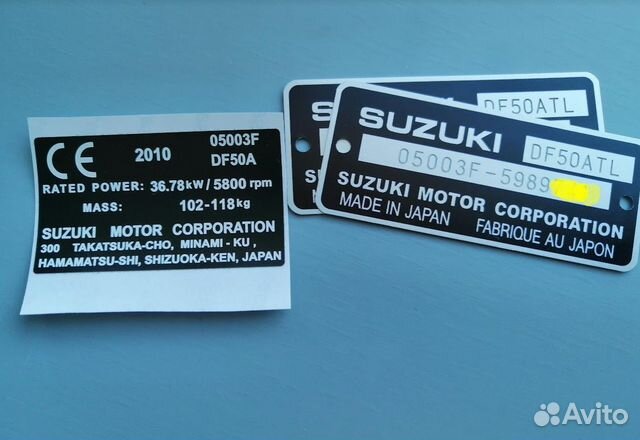 CE 2010 05003F
DF50A
RATED POWER: 36.78kW/5800 rpm
MASS: 102-118kg
SUZUKI MOTOR CORPORATION
300 TAKATSUKA-CHO, MINAMI-KU,
HAMAMATSU-SHI, SHIZUOKA-KEN, JAPAN
DF50ATL
SUZUKI DF50ATL
05003F-5989
SUZUKI MOTOR CORPORATION
MADE IN JAPAN FABRIQUE AU JAPON
Avito